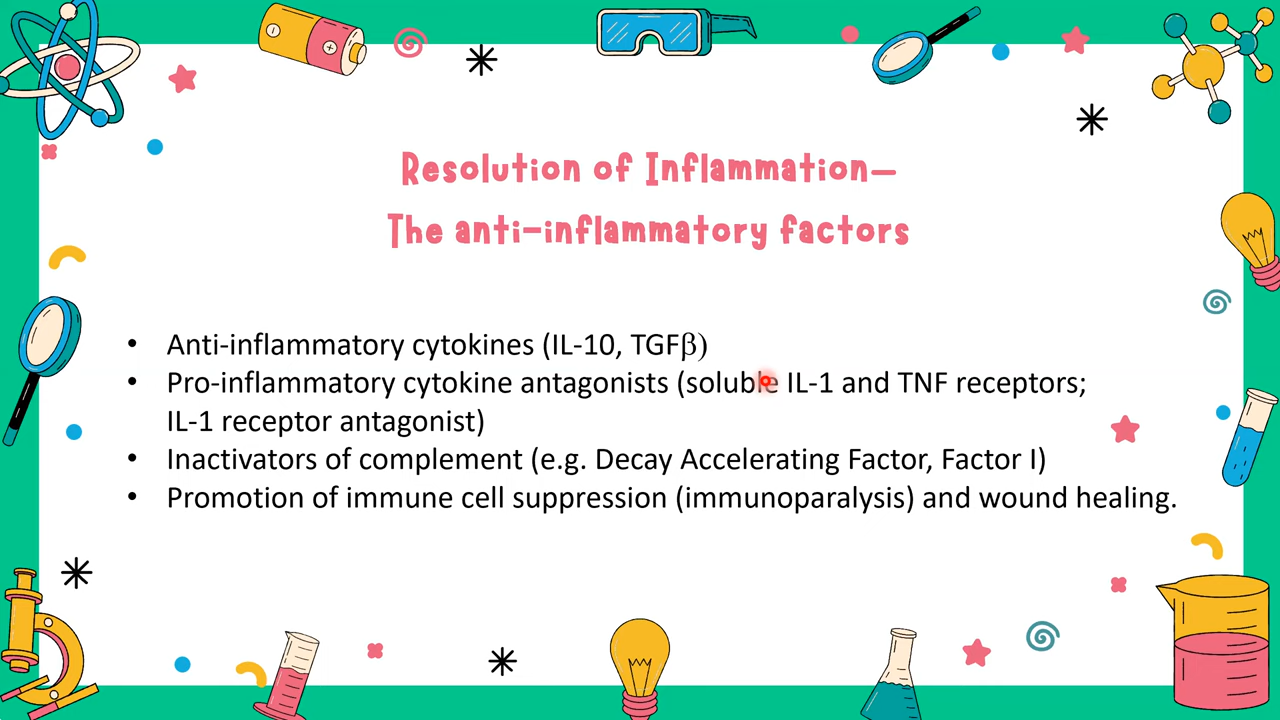 Resolution of Inflammation—
The anti-inflammatory factors
• Anti-inflammatory cytokines (IL-10, TGFβ)
• Pro-inflammatory cytokine antagonists (soluble IL-1 and TNF receptors;
IL-1 receptor antagonist)
• Inactivators of complement (e.g. Decay Accelerating Factor, Factor I)
• Promotion of immune cell suppression (immunoparalysis) and wound healing.